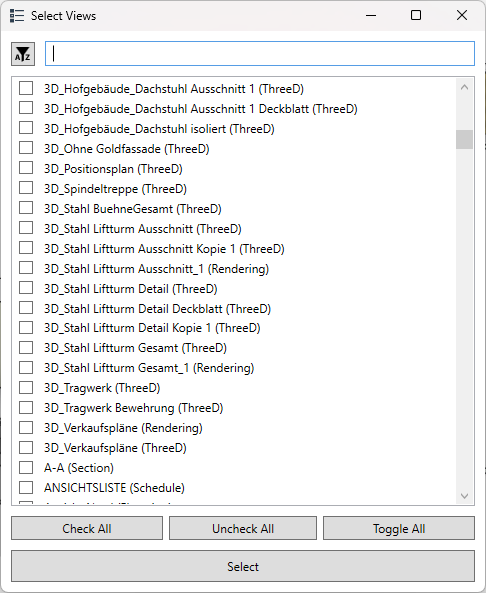 Select Views
AZ
3D_Hofgebäude_Dachstuhl Ausschnitt 1 (ThreeD)
3D_Hofgebäude_Dachstuhl Ausschnitt 1 Deckblatt (ThreeD)
3D_Hofgebäude_Dachstuhl isoliert (ThreeD)
3D_Ohne Goldfassade (ThreeD)
3D_Positionsplan (ThreeD)
3D_Spindeltreppe (ThreeD)
3D_Stahl BuehneGesamt (ThreeD)
3D_Stahl Liftturm Ausschnitt (ThreeD)
3D_Stahl Liftturm Ausschnitt Kopie 1 (ThreeD)
3D_Stahl Liftturm Ausschnitt_1 (Rendering)
3D_Stahl Liftturm Detail (ThreeD)
3D_Stahl Liftturm Detail Deckblatt (ThreeD)
3D_Stahl Liftturm Detail Kopie 1 (ThreeD)
3D_Stahl Liftturm Gesamt (ThreeD)
3D_Stahl Liftturm Gesamt_1 (Rendering)
3D_Tragwerk (ThreeD)
3D_Tragwerk Bewehrung (ThreeD)
3D_Verkaufspläne (Rendering)
3D_Verkaufspläne (ThreeD)
A-A (Section)
ANSICHTSLISTE (Schedule)
Check All
Uncheck All
Toggle All
Select